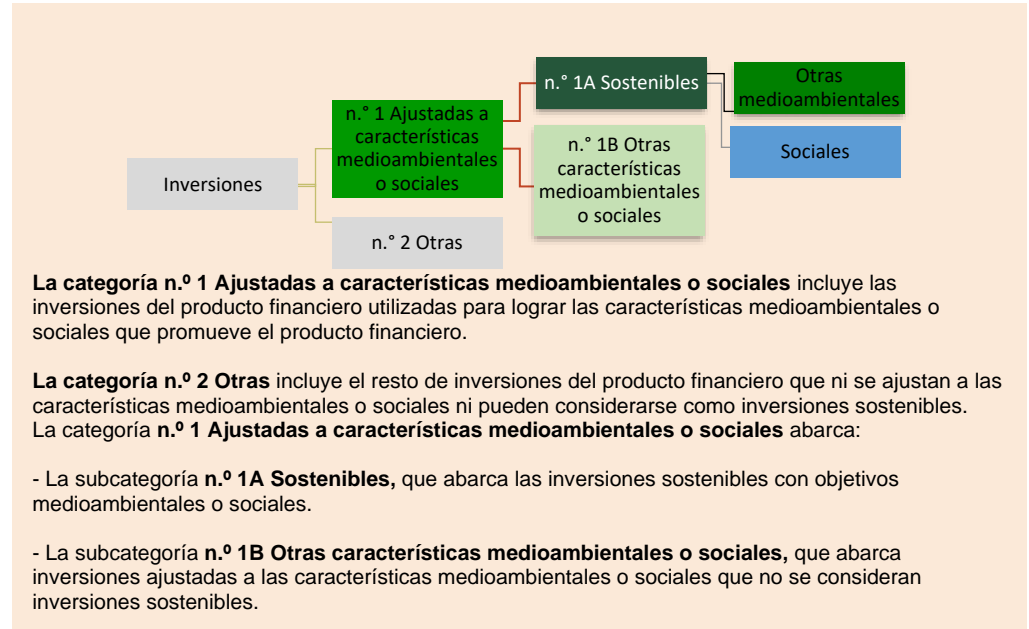 Inversiones
n.° 1 Ajustadas a
características
medioambientales
o sociales
n.° 2 Otras
n.° 1A Sostenibles
n.° 1B Otras
características
medioambientales
o sociales
Otras
medioambientales
Sociales
La categoría n.º 1 Ajustadas a características medioambientales o sociales incluye las
inversiones del producto financiero utilizadas para lograr las características medioambientales o
sociales que promueve el producto financiero.
La categoría n.º 2 Otras incluye el resto de inversiones del producto financiero que ni se ajustan a las
características medioambientales o sociales ni pueden considerarse como inversiones sostenibles.
La categoría n.º 1 Ajustadas a características medioambientales o sociales abarca:
- La subcategoría n.º 1A Sostenibles, que abarca las inversiones sostenibles con objetivos
medioambientales o sociales.
- La subcategoría n.º 1B Otras características medioambientales o sociales, que abarca
inversiones ajustadas a las características medioambientales o sociales que no se consideran
inversiones sostenibles.